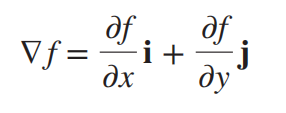 ∇f = ∂f/∂x i + ∂f/∂y j